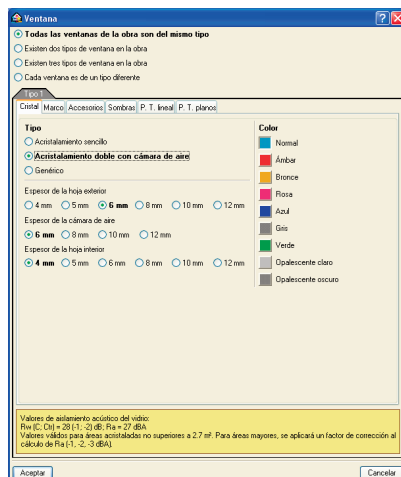 Ventana
Todas las ventanas de la obra son del mismo tipo
Existen dos tipos de ventana en la obra
Existen tres tipos de ventana en la obra
Cada ventana es de un tipo diferente
Tipo 1
Cristal Marco Accesorios Sombras P. T. lineal P. T. planos
Tipo
Acristalamiento sencillo
Acristalamiento doble con cámara de aire
Genérico
Espesor de la hoja exterior
4 mm 5 mm 6 mm 8 mm 10 mm 12 mm
Espesor de la cámara de aire
6 mm 8 mm 10 mm 12 mm
Espesor de la hoja interior
4 mm 5 mm 6 mm 8 mm 10 mm 12 mm
Color
Normal
Ámbar
Bronce
Rosa
Azul
Gris
Verde
Opalescente claro
Opalescente oscuro
Valores de aislamiento acústico del vidrio:
Rw (C; Ctr) = 28 (-1; -2) dB; Ra = 27 dBA
Valores válidos para áreas acristaladas no superiores a 2.7 m². Para áreas mayores, se aplicará un factor de corrección al
cálculo de Ra (-1, -2, -3 dBA).
Aceptar
Cancelar